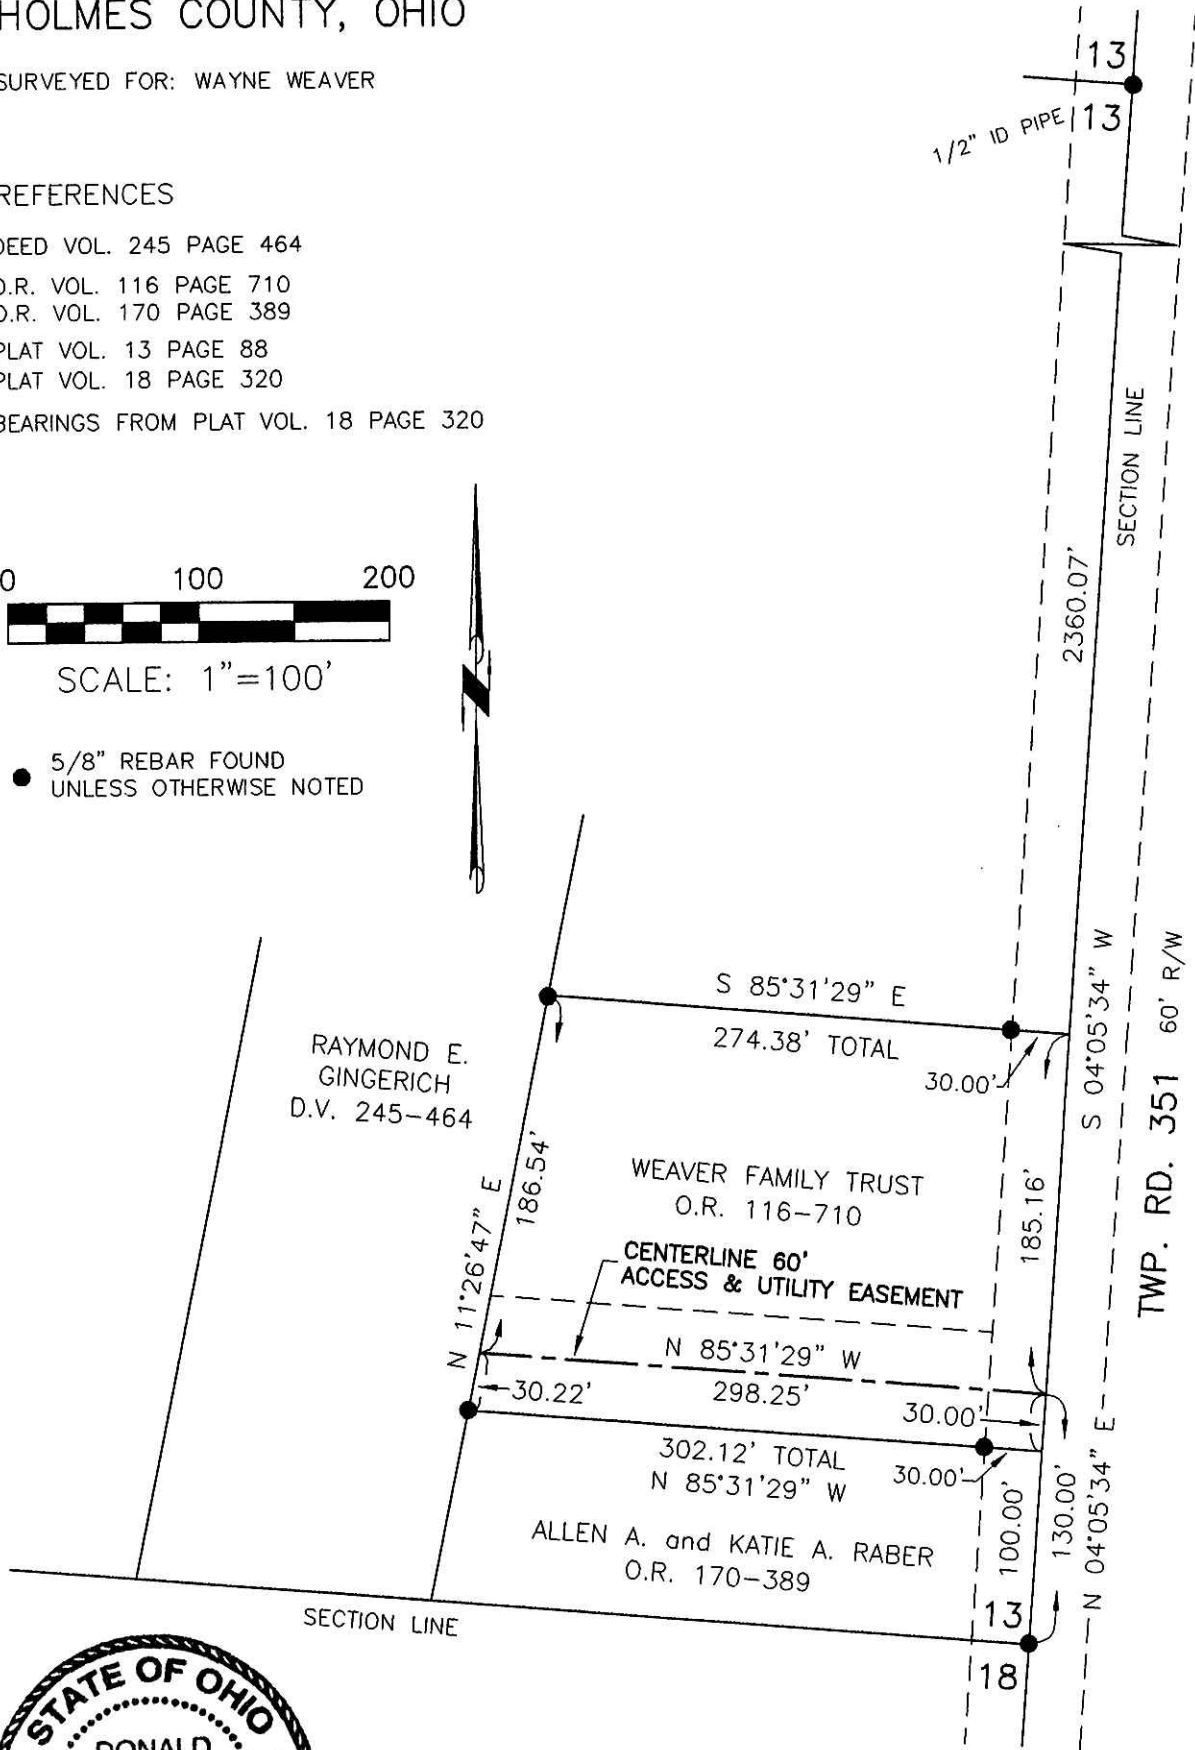 HOLMES COUNTY, OHIO
SURVEYED FOR: WAYNE WEAVER
REFERENCES
DEED VOL. 245 PAGE 464
O.R. VOL. 116 PAGE 710
O.R. VOL. 170 PAGE 389
PLAT VOL. 13 PAGE 88
PLAT VOL. 18 PAGE 320
BEARINGS FROM PLAT VOL. 18 PAGE 320
13
13
1/2" ID PIPE
0 100 200
SCALE: 1"=100'
5/8" REBAR FOUND
UNLESS OTHERWISE NOTED
N
SECTION LINE
2360.07'
S 04°05'34" W
TWP. RD. 351 60' R/W
S 85°31'29" E
274.38' TOTAL
30.00'
RAYMOND E.
GINGERICH
D.V. 245-464
N 11°26'47" E
186.54'
WEAVER FAMILY TRUST
O.R. 116-710
185.16'
CENTERLINE 60'
ACCESS & UTILITY EASEMENT
N 85°31'29" W
298.25'
30.22'
30.00'
302.12' TOTAL
N 85°31'29" W
30.00'
100.00'
130.00'
N 04°05'34" E
ALLEN A. and KATIE A. RABER
O.R. 170-389
SECTION LINE
13
18
STATE OF OHIO
DONALD